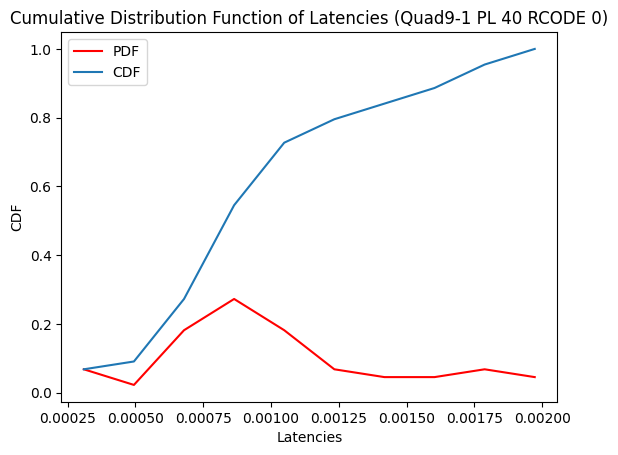 Cumulative Distribution Function of Latencies (Quad9-1 PL 40 RCODE 0)
PDF
CDF
1.0
0.8
0.6
0.4
0.2
0.0
CDF
0.00025 0.00050 0.00075 0.00100 0.00125 0.00150 0.00175 0.00200
Latencies